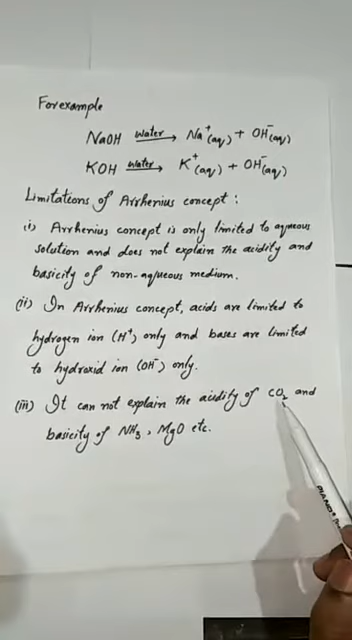 For example
NaOH water → Na⁺(aq) + OH⁻(aq)
KOH water → K⁺(aq) + OH⁻(aq)
Limitations of Arrhenius concept :
(i) Arrhenius concept is only limited to aqueous
solution and does not explain the acidity and
basicity of non-aqueous medium.
(ii) In Arrhenius concept, acids are limited to
hydrogen ion (H⁺) only and bases are limited
to hydroxid ion (OH⁻) only.
(iii) It can not explain the acidity of CO₂ and
basicity of NH₃, MgO etc.
PIANO